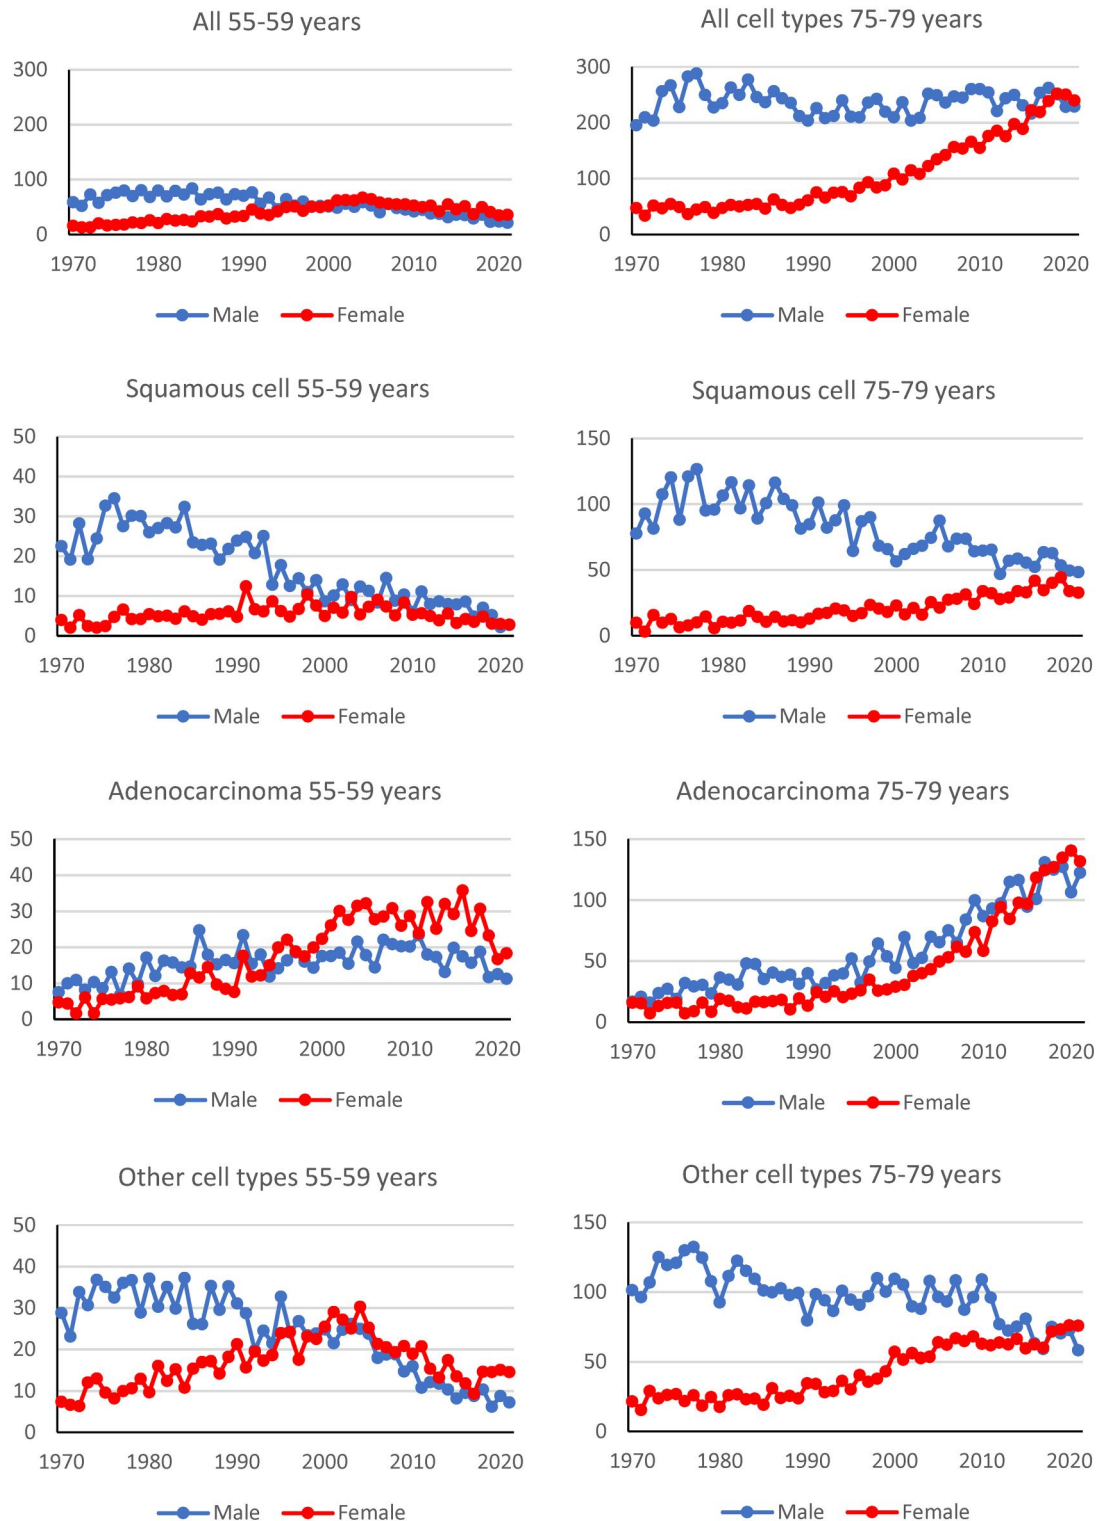 All 55-59 years
300
200
100
0
1970 1980 1990 2000 2010 2020
Male Female
All cell types 75-79 years
300
200
100
0
1970 1980 1990 2000 2010 2020
Male Female
Squamous cell 55-59 years
50
40
30
20
10
0
1970 1980 1990 2000 2010 2020
Male Female
Squamous cell 75-79 years
150
100
50
0
1970 1980 1990 2000 2010 2020
Male Female
Adenocarcinoma 55-59 years
50
40
30
20
10
0
1970 1980 1990 2000 2010 2020
Male Female
Adenocarcinoma 75-79 years
150
100
50
0
1970 1980 1990 2000 2010 2020
Male Female
Other cell types 55-59 years
50
40
30
20
10
0
1970 1980 1990 2000 2010 2020
Male Female
Other cell types 75-79 years
150
100
50
0
1970 1980 1990 2000 2010 2020
Male Female